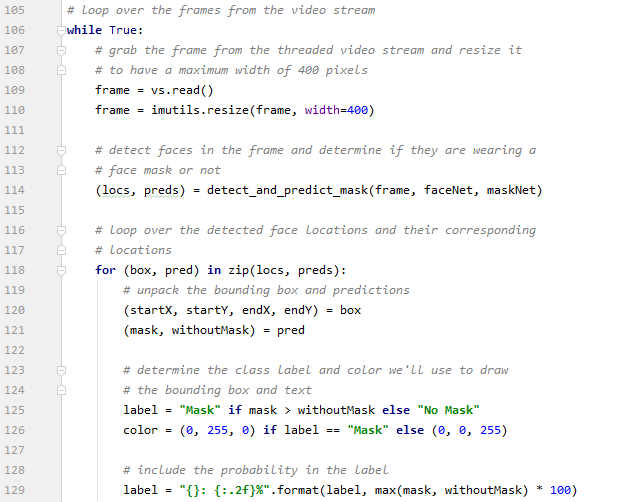 105 # loop over the frames from the video stream
106 while True:
107     # grab the frame from the threaded video stream and resize it
108     # to have a maximum width of 400 pixels
109     frame = vs.read()
110     frame = imutils.resize(frame, width=400)
111
112     # detect faces in the frame and determine if they are wearing a
113     # face mask or not
114     (locs, preds) = detect_and_predict_mask(frame, faceNet, maskNet)
115
116     # loop over the detected face locations and their corresponding
117     # locations
118     for (box, pred) in zip(locs, preds):
119         # unpack the bounding box and predictions
120         (startX, startY, endX, endY) = box
121         (mask, withoutMask) = pred
122
123         # determine the class label and color we'll use to draw
124         # the bounding box and text
125         label = "Mask" if mask > withoutMask else "No Mask"
126         color = (0, 255, 0) if label == "Mask" else (0, 0, 255)
127
128         # include the probability in the label
129         label = "{}: {:.2f}%".format(label, max(mask, withoutMask) * 100)